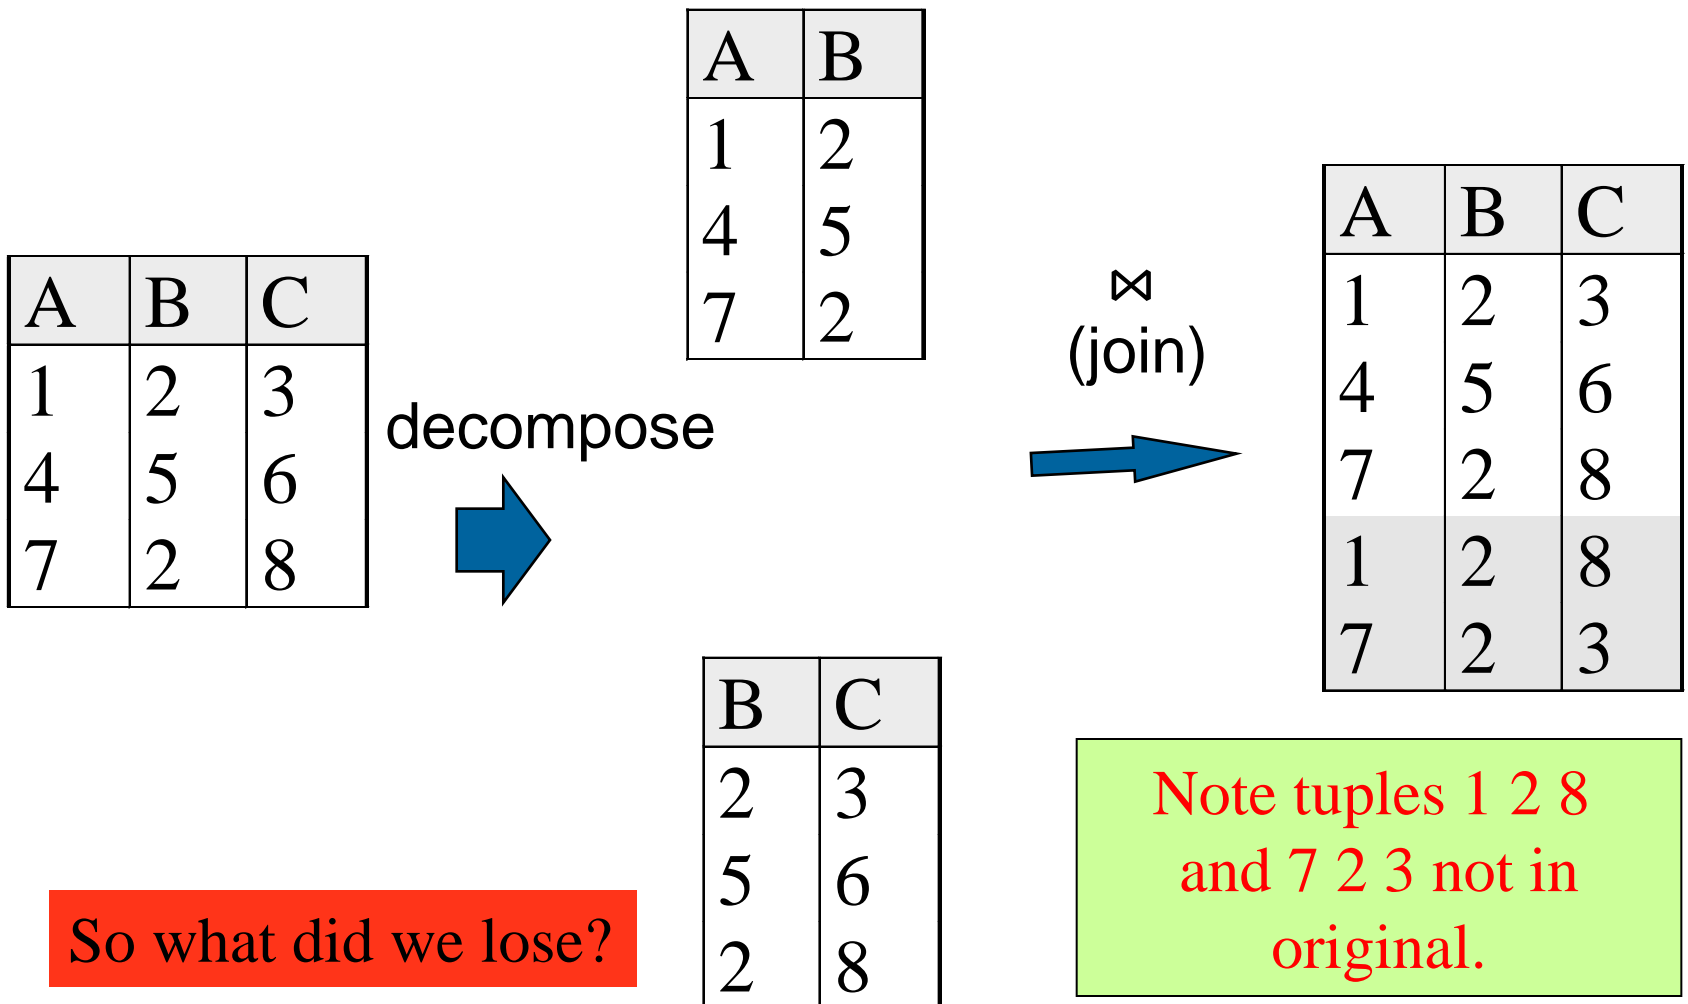 A B C
1 2 3
4 5 6
7 2 8
decompose
A B
1 2
4 5
7 2
B C
2 3
5 6
2 8
⋈
(join)
A B C
1 2 3
4 5 6
7 2 8
1 2 8
7 2 3
So what did we lose?
Note tuples 1 2 8
and 7 2 3 not in
original.